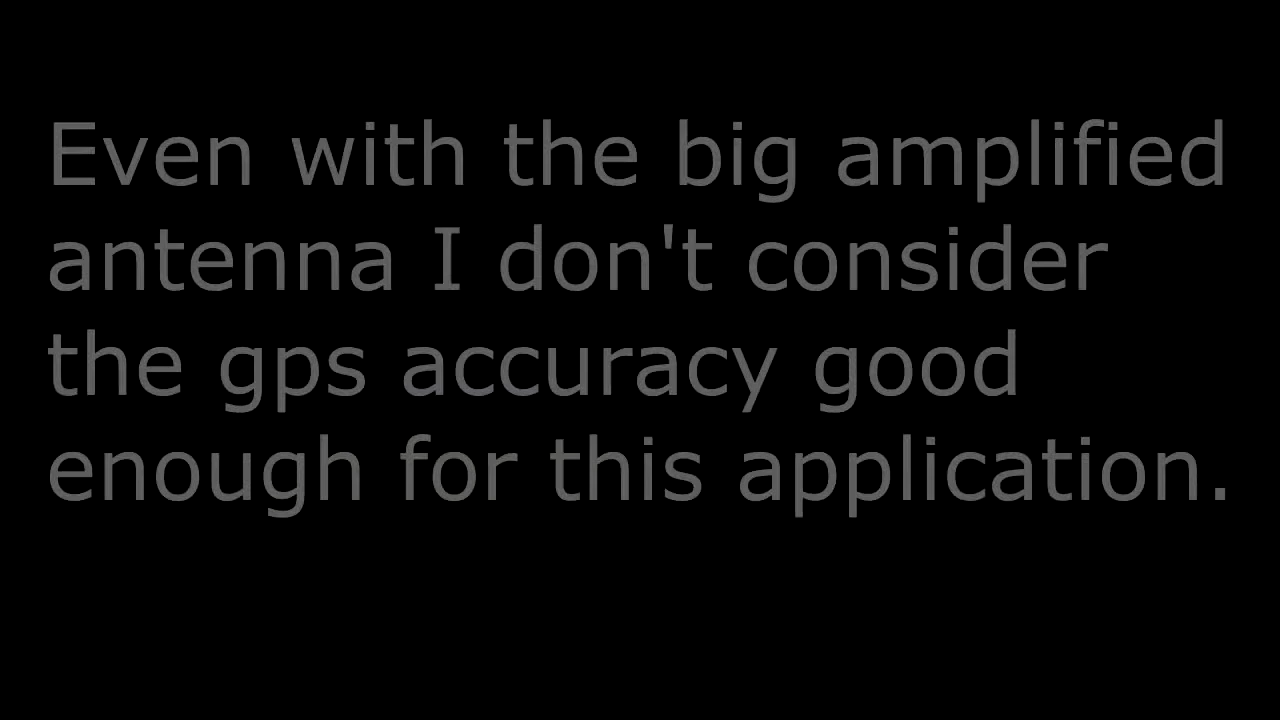 Even with the big amplified
antenna I don't consider
the gps accuracy good
enough for this application.